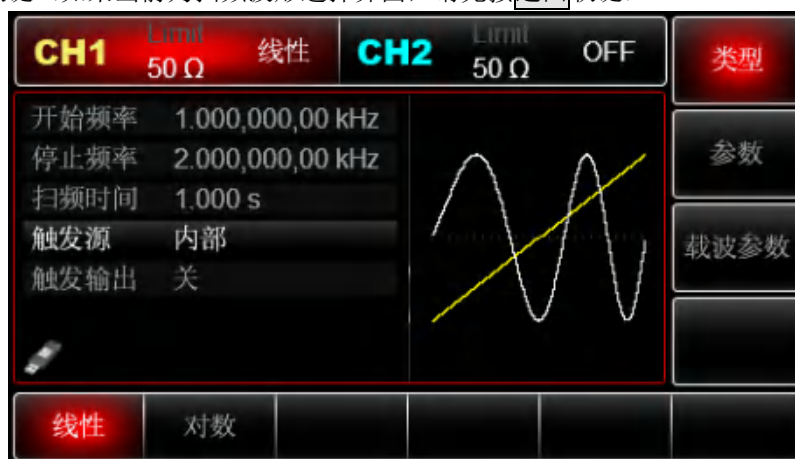 CH1 Limit 50 Ω 线性 CH2 Limit 50 Ω OFF
类型
开始频率 1.000,000,00 kHz
停止频率 2.000,000,00 kHz
扫频时间 1.000 s
触发源 内部
触发输出 关
参数
载波参数
线性 对数